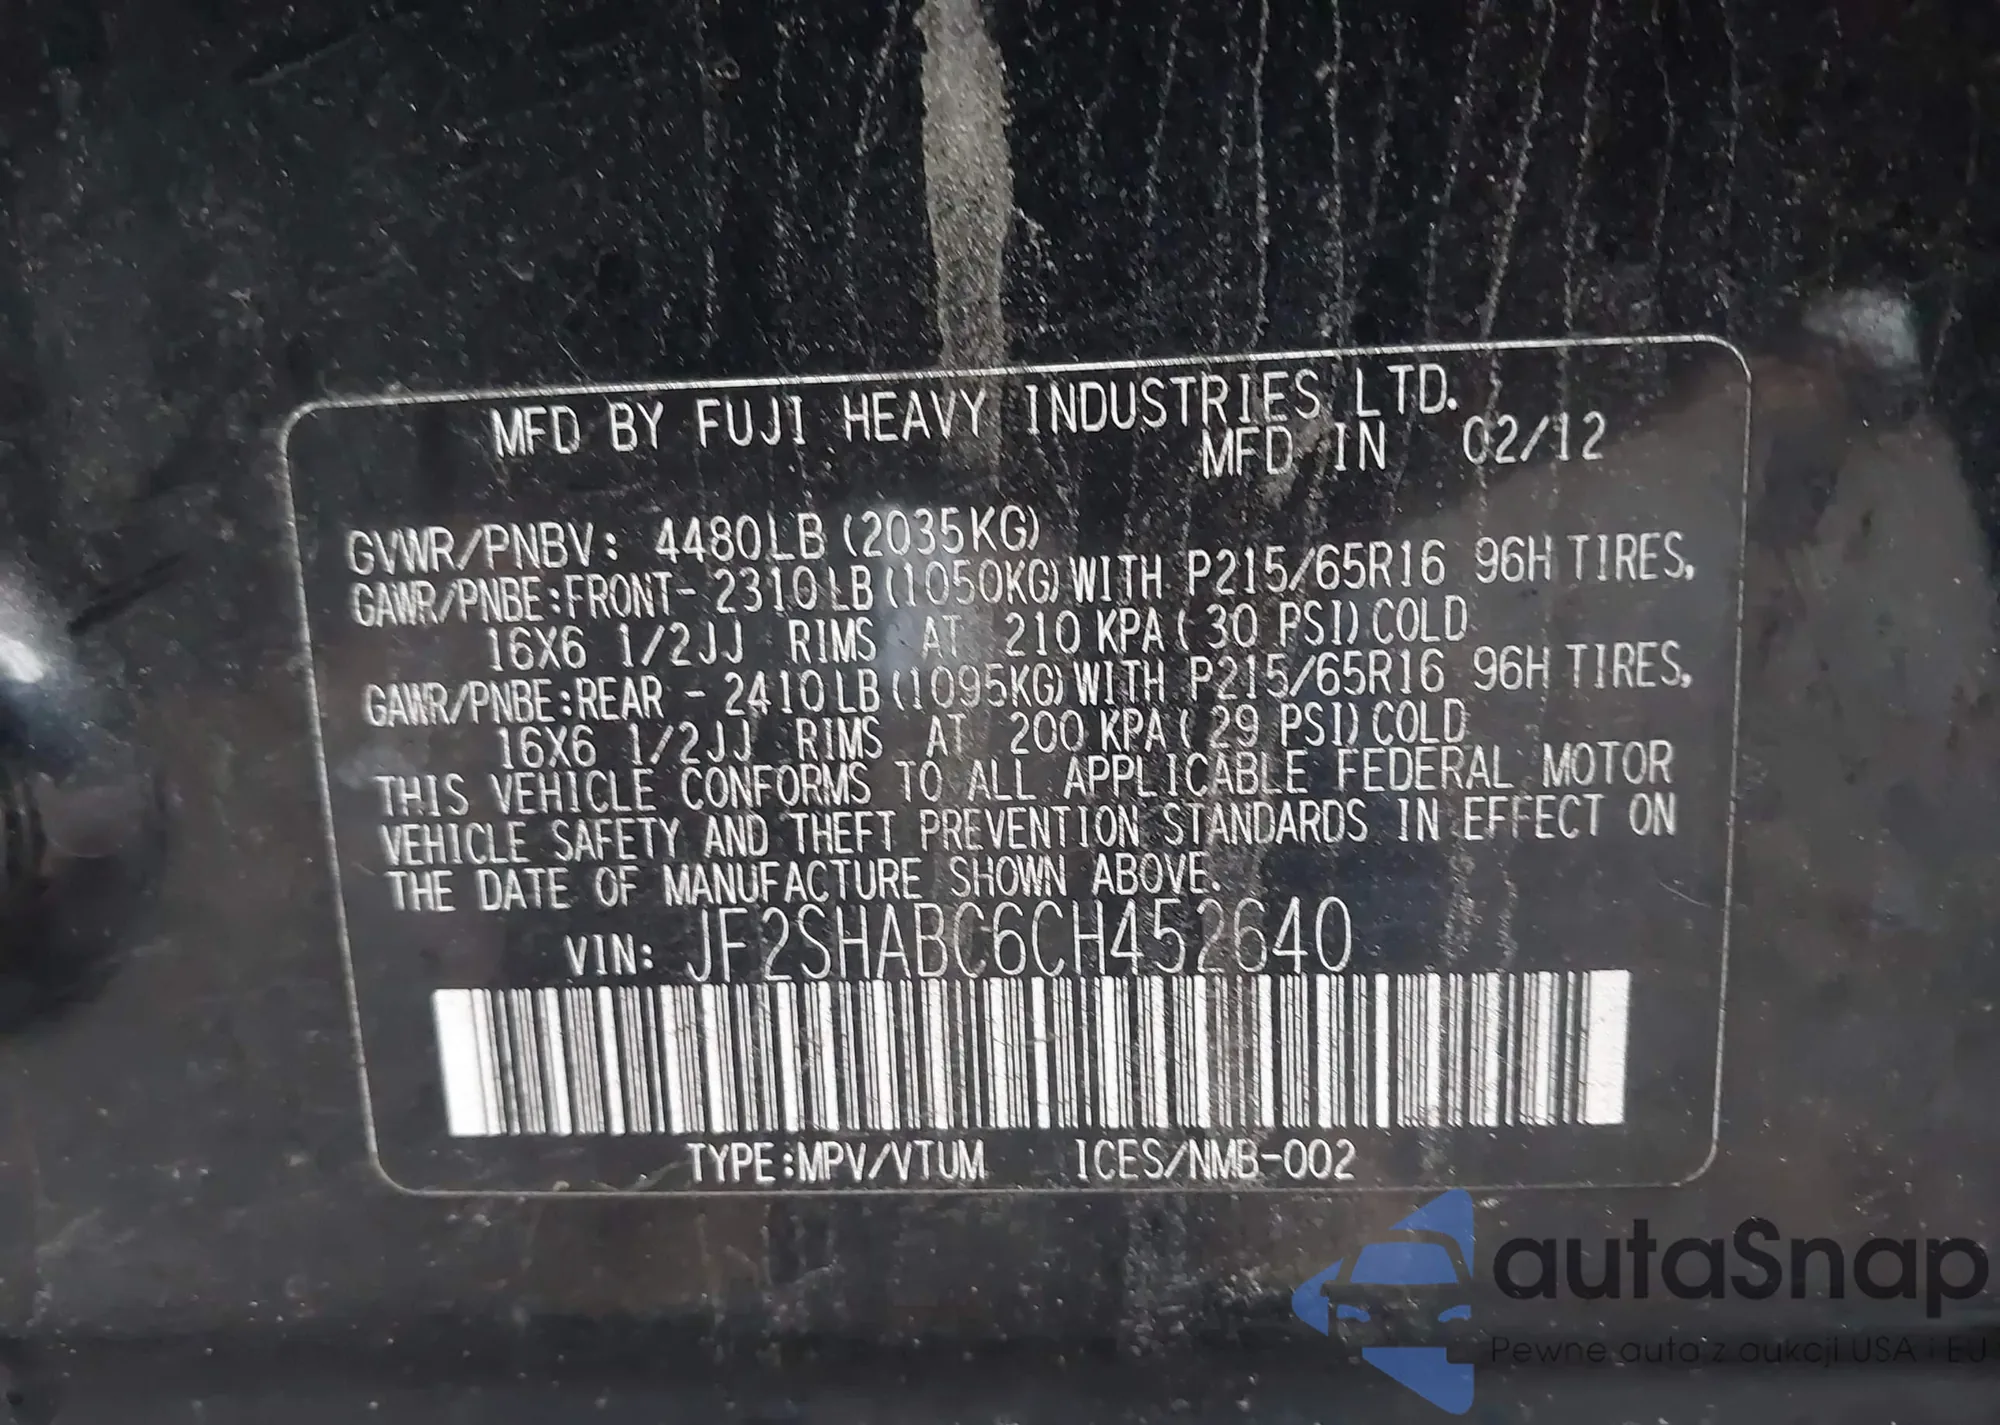 MFD BY FUJI HEAVY INDUSTRIES LTD.
MFD IN 02/12
GVWR/PNBV: 4480LB (2035KG)
GAWR/PNBE:FRONT- 2310LB(1050KG)WITH P215/65R16 96H TIRES,
16X6 1/2JJ RIMS AT 210 KPA( 30 PSI)COLD
GAWR/PNBE:REAR - 2410LB(1095KG)WITH P215/65R16 96H TIRES,
16X6 1/2JJ RIMS AT 200 KPA( 29 PSI)COLD
THIS VEHICLE CONFORMS TO ALL APPLICABLE FEDERAL MOTOR
VEHICLE SAFETY AND THEFT PREVENTION STANDARDS IN EFFECT ON
THE DATE OF MANUFACTURE SHOWN ABOVE.
VIN: JF2SHABC6CH452640
TYPE:MPV/VTUM ICES/NMB-002
autaSnap
Pewne auta z aukcji USA i EU